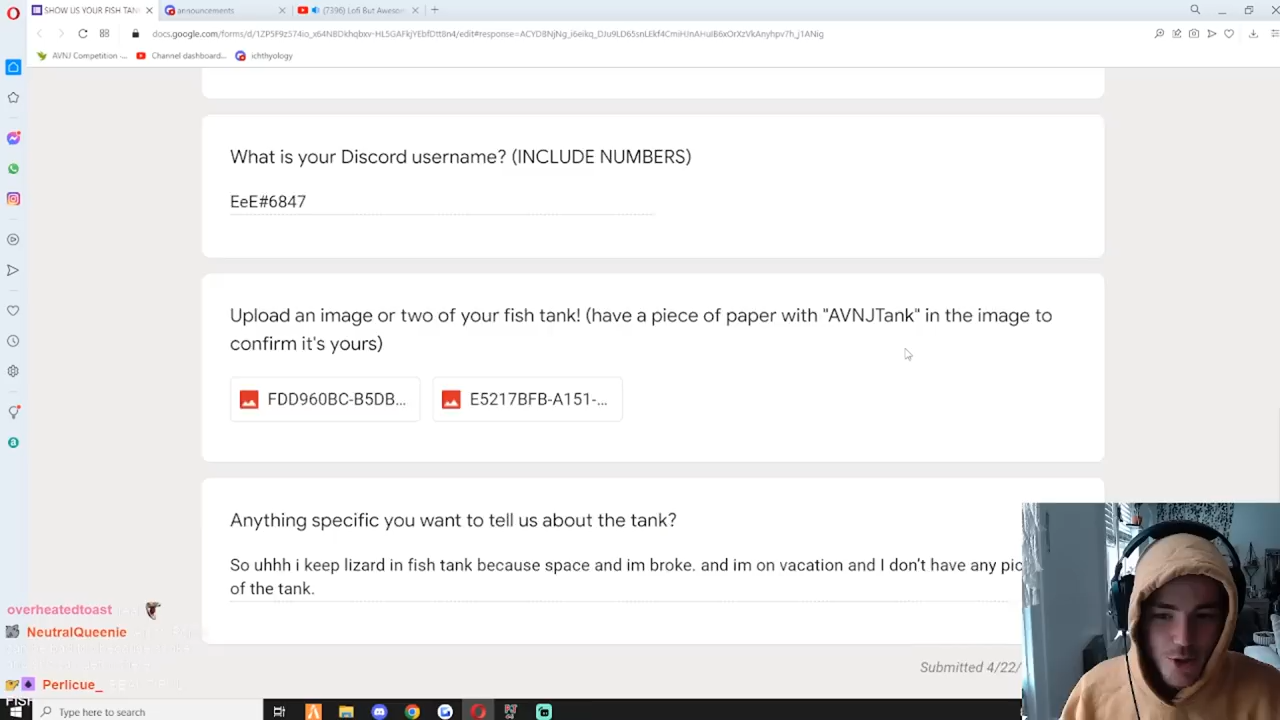 SHOW US YOUR FISH TAN
announcements
(7396) Lofi But Awesom
docs.google.com/forms/d/
AVNJ Competition -...
Channel dashboard...
ichthyology
What is your Discord username? (INCLUDE NUMBERS)
EeE#6847
Upload an image or two of your fish tank! (have a piece of paper with "AVNJTank" in the image to
confirm it's yours)
FDD960BC-B5DB...
E5217BFB-A151-...
Anything specific you want to tell us about the tank?
So uhhh i keep lizard in fish tank because space and im broke. and im on vacation and I don't have any pic
of the tank.
overheatedtoast
NeutralQueenie
Perlicue_
Submitted 4/22/
FISH
Type here to search